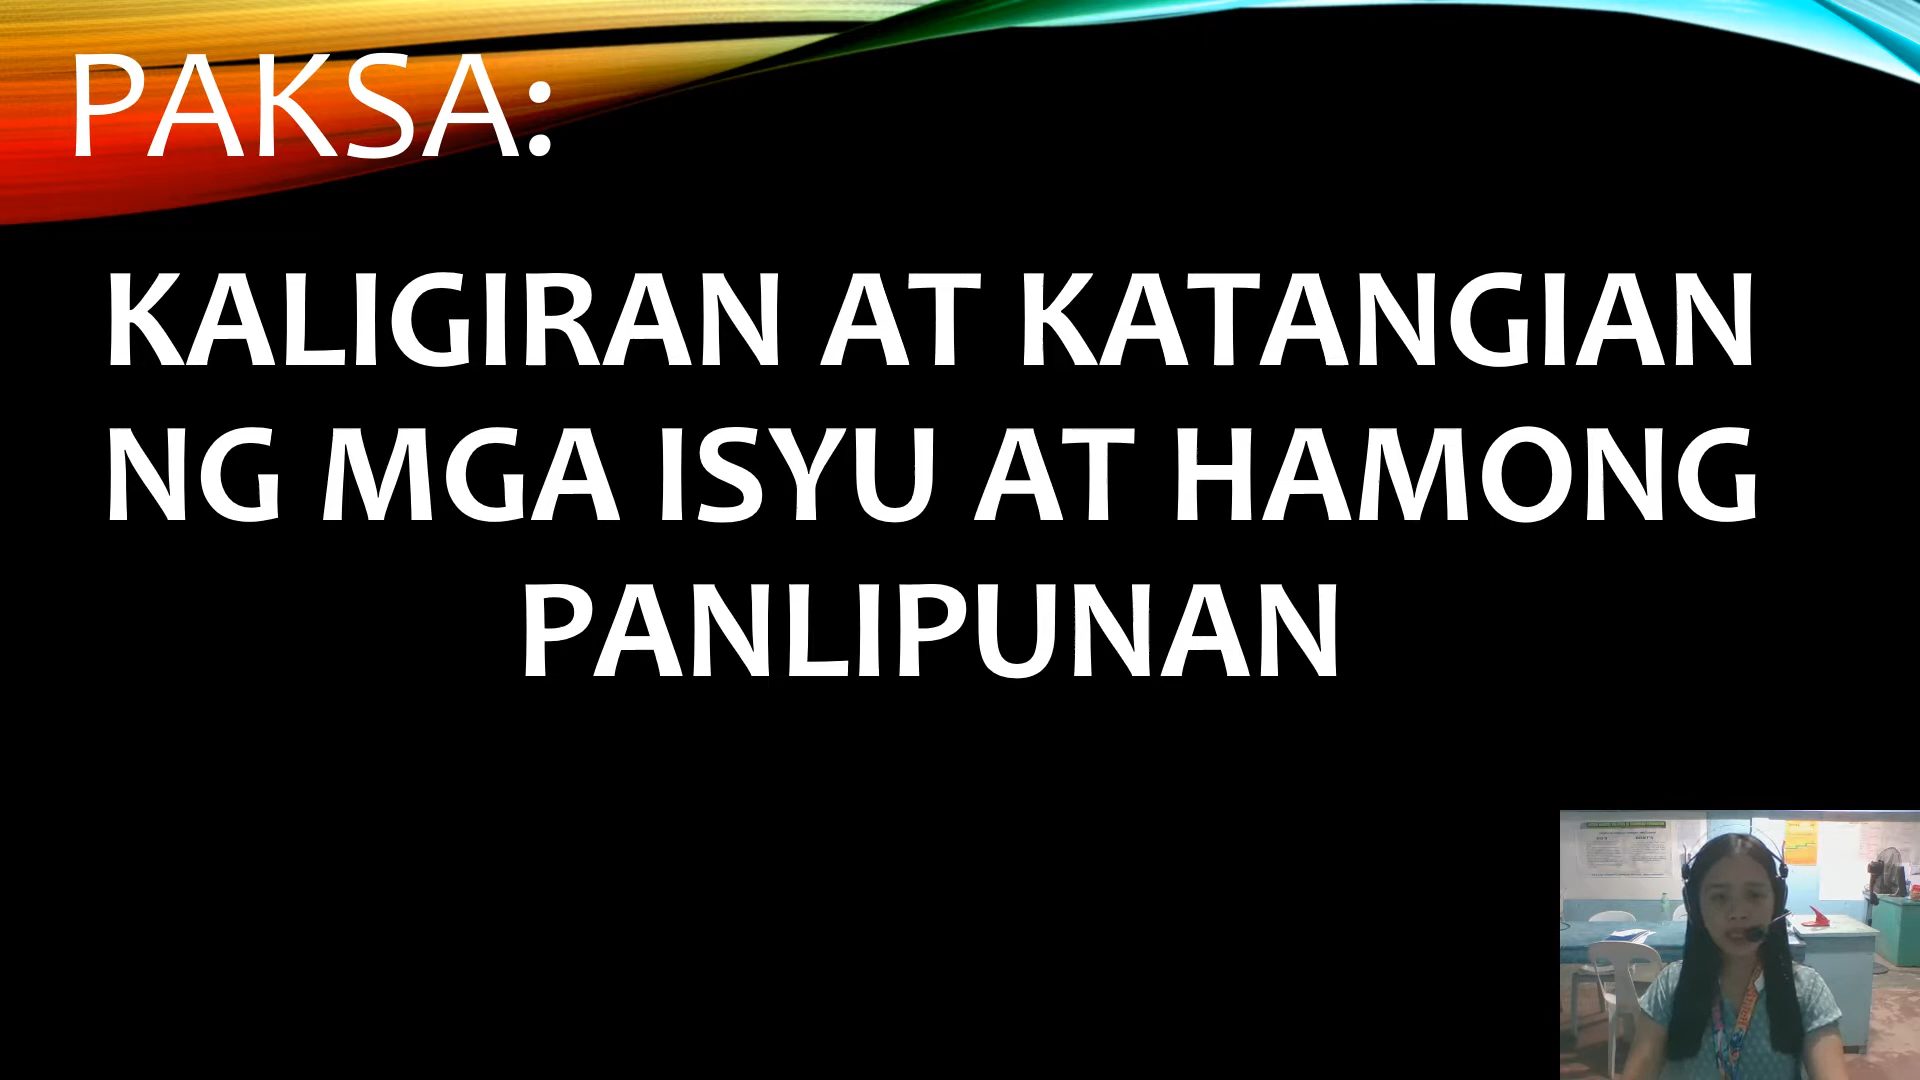 PAKSA:
KALIGIRAN AT KATANGIAN
NG MGA ISYU AT HAMONG
PANLIPUNAN